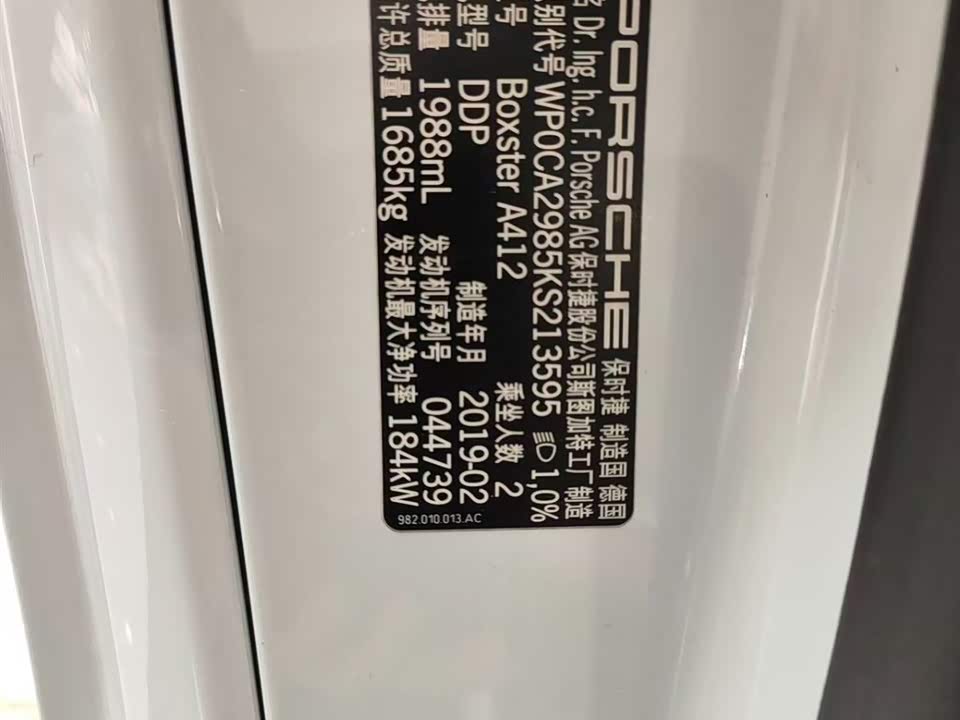 PORSCHE 保时捷 制造国 德国
名 Dr. Ing. h.c. F. Porsche AG保时捷股份公司斯图加特工厂 制造
别代号 WP0CA2985KS213595 1,0%
型号 Boxster A412 乘坐人数 2
型号 DDP 制造年月 2019-02
排量 1988mL 发动机序列号 044739
许总质量 1685kg 发动机最大净功率 184kW
982.010.013.AC